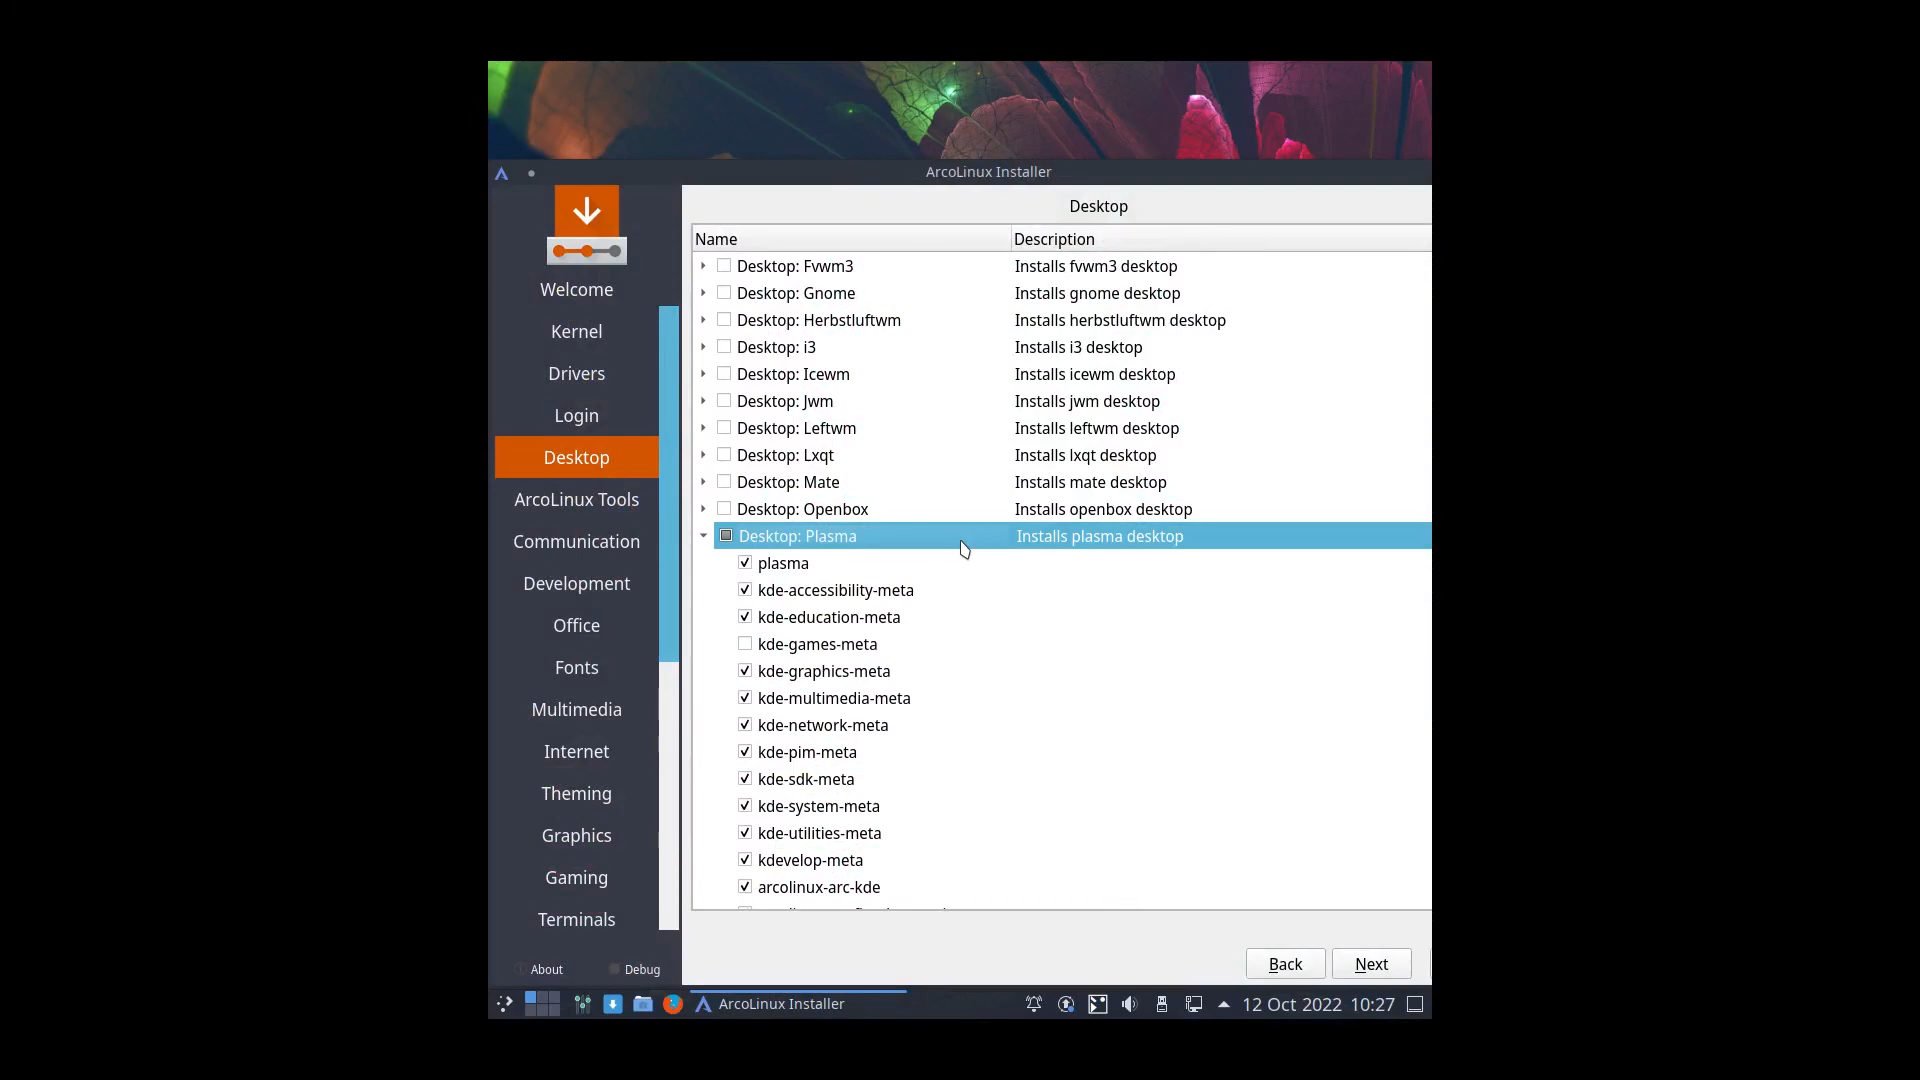 ArcoLinux Installer
Desktop
Name Description
Welcome
Kernel
Drivers
Login
Desktop
ArcoLinux Tools
Communication
Development
Office
Fonts
Multimedia
Internet
Theming
Graphics
Gaming
Terminals
About Debug
Desktop: Fvwm3 Installs fvwm3 desktop
Desktop: Gnome Installs gnome desktop
Desktop: Herbstluftwm Installs herbstluftwm desktop
Desktop: i3 Installs i3 desktop
Desktop: Icewm Installs icewm desktop
Desktop: Jwm Installs jwm desktop
Desktop: Leftwm Installs leftwm desktop
Desktop: Lxqt Installs lxqt desktop
Desktop: Mate Installs mate desktop
Desktop: Openbox Installs openbox desktop
Desktop: Plasma Installs plasma desktop
plasma
kde-accessibility-meta
kde-education-meta
kde-games-meta
kde-graphics-meta
kde-multimedia-meta
kde-network-meta
kde-pim-meta
kde-sdk-meta
kde-system-meta
kde-utilities-meta
kdevelop-meta
arcolinux-arc-kde
Back Next
ArcoLinux Installer 12 Oct 2022 10:27